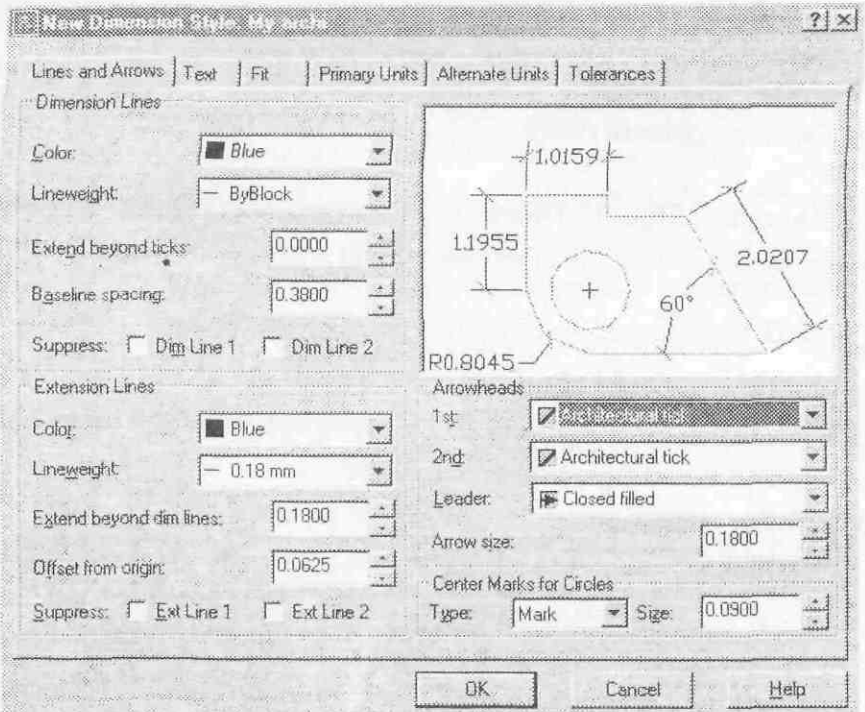 New Dimension Style: My archi
Lines and Arrows
Text
Fit
Primary Units
Alternate Units
Tolerances
Dimension Lines
Color:
Blue
Lineweight:
ByBlock
Extend beyond ticks:
0.0000
Baseline spacing:
0.3800
Suppress:
Dim Line 1
Dim Line 2
Extension Lines
Color:
Blue
Lineweight:
0.18 mm
Extend beyond dim lines:
0.1800
Offset from origin:
0.0625
Suppress:
Ext Line 1
Ext Line 2
1.0159
1.1955
2.0207
60°
R0.8045
Arrowheads
1st:
Architectural tick
2nd:
Architectural tick
Leader:
Closed filled
Arrow size:
0.1800
Center Marks for Circles
Type:
Mark
Size:
0.0900
OK
Cancel
Help